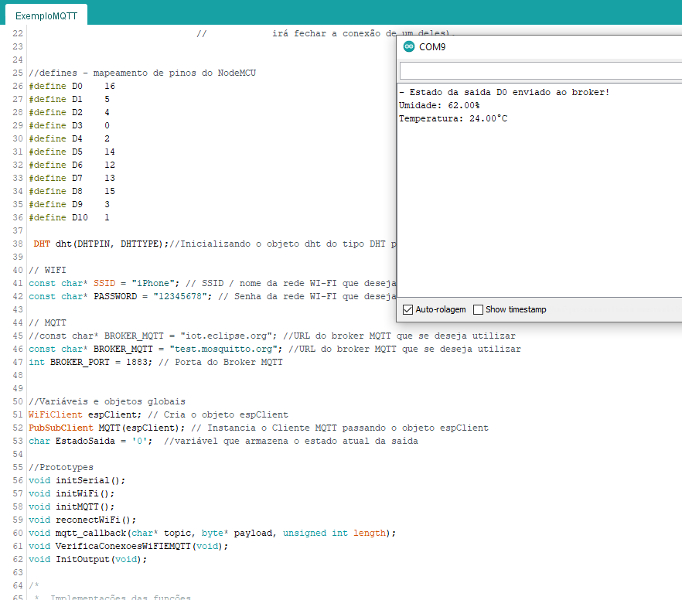 ExemploMQTT
22 // irá fechar a conexão de um deles).
23
24
25 //defines - mapeamento de pinos do NodeMCU
26 #define D0 16
27 #define D1 5
28 #define D2 4
29 #define D3 0
30 #define D4 2
31 #define D5 14
32 #define D6 12
33 #define D7 13
34 #define D8 15
35 #define D9 3
36 #define D10 1
37
38 DHT dht(DHTPIN, DHTTYPE);//Inicializando o objeto dht do tipo DHT p
39
40 // WIFI
41 const char* SSID = "iPhone"; // SSID / nome da rede WI-FI que deseja
42 const char* PASSWORD = "12345678"; // Senha da rede WI-FI que deseja
43
44 // MQTT
45 //const char* BROKER_MQTT = "iot.eclipse.org"; //URL do broker MQTT que se deseja utilizar
46 const char* BROKER_MQTT = "test.mosquitto.org"; //URL do broker MQTT que se deseja utilizar
47 int BROKER_PORT = 1883; // Porta do Broker MQTT
48
49
50 //Variáveis e objetos globais
51 WiFiClient espClient; // Cria o objeto espClient
52 PubSubClient MQTT(espClient); // Instancia o Cliente MQTT passando o objeto espClient
53 char EstadoSaida = '0'; //variável que armazena o estado atual da saída
54
55 //Prototypes
56 void initSerial();
57 void initWiFi();
58 void initMQTT();
59 void reconectWiFi();
60 void mqtt_callback(char* topic, byte* payload, unsigned int length);
61 void VerificaConexoesWiFIEMQTT(void);
62 void InitOutput(void);
63
64 /*
65 * Implementações das funções
COM9
- Estado da saida D0 enviado ao broker!
Umidade: 62.00%
Temperatura: 24.00°C
Auto-rolagem Show timestamp